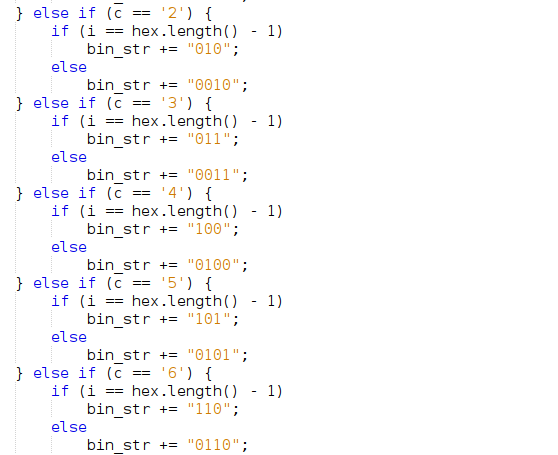 } else if (c == '2') {
if (i == hex.length() - 1)
bin_str += "010";
else
bin_str += "0010";
} else if (c == '3') {
if (i == hex.length() - 1)
bin_str += "011";
else
bin_str += "0011";
} else if (c == '4') {
if (i == hex.length() - 1)
bin_str += "100";
else
bin_str += "0100";
} else if (c == '5') {
if (i == hex.length() - 1)
bin_str += "101";
else
bin_str += "0101";
} else if (c == '6') {
if (i == hex.length() - 1)
bin_str += "110";
else
bin_str += "0110";